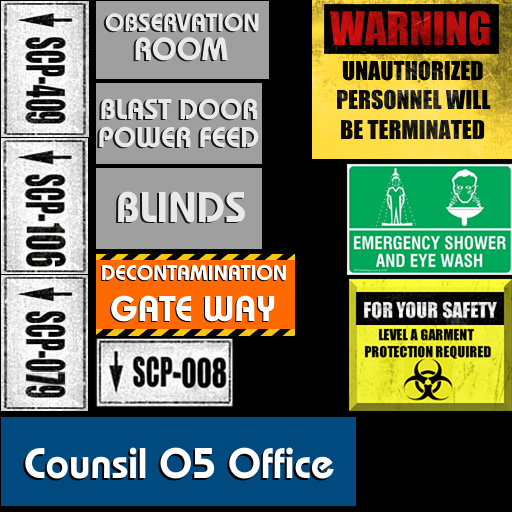 SCP-409
SCP-106
SCP-079
OBSERVATION
ROOM
BLAST DOOR
POWER FEED
BLINDS
DECONTAMINATION
GATE WAY
SCP-008
WARNING
UNAUTHORIZED
PERSONNEL WILL
BE TERMINATED
EMERGENCY SHOWER
AND EYE WASH
FOR YOUR SAFETY
LEVEL A GARMENT
PROTECTION REQUIRED
Counsil O5 Office